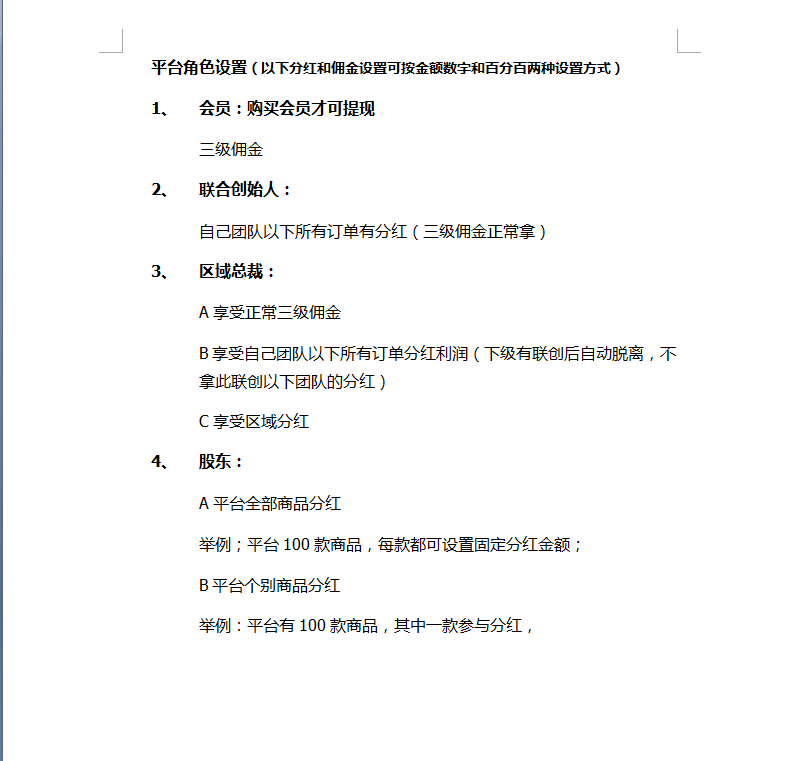 平台角色设置（以下分红和佣金设置可按金额数字和百分百两种设置方式）
1、 会员：购买会员才可提现
三级佣金
2、 联合创始人：
自己团队以下所有订单有分红（三级佣金正常拿）
3、 区域总裁：
A 享受正常三级佣金
B 享受自己团队以下所有订单分红利润（下级有联创后自动脱离，不
拿此联创以下团队的分红）
C 享受区域分红
4、 股东：
A 平台全部商品分红
举例；平台 100 款商品，每款都可设置固定分红金额；
B 平台个别商品分红
举例：平台有 100 款商品，其中一款参与分红，